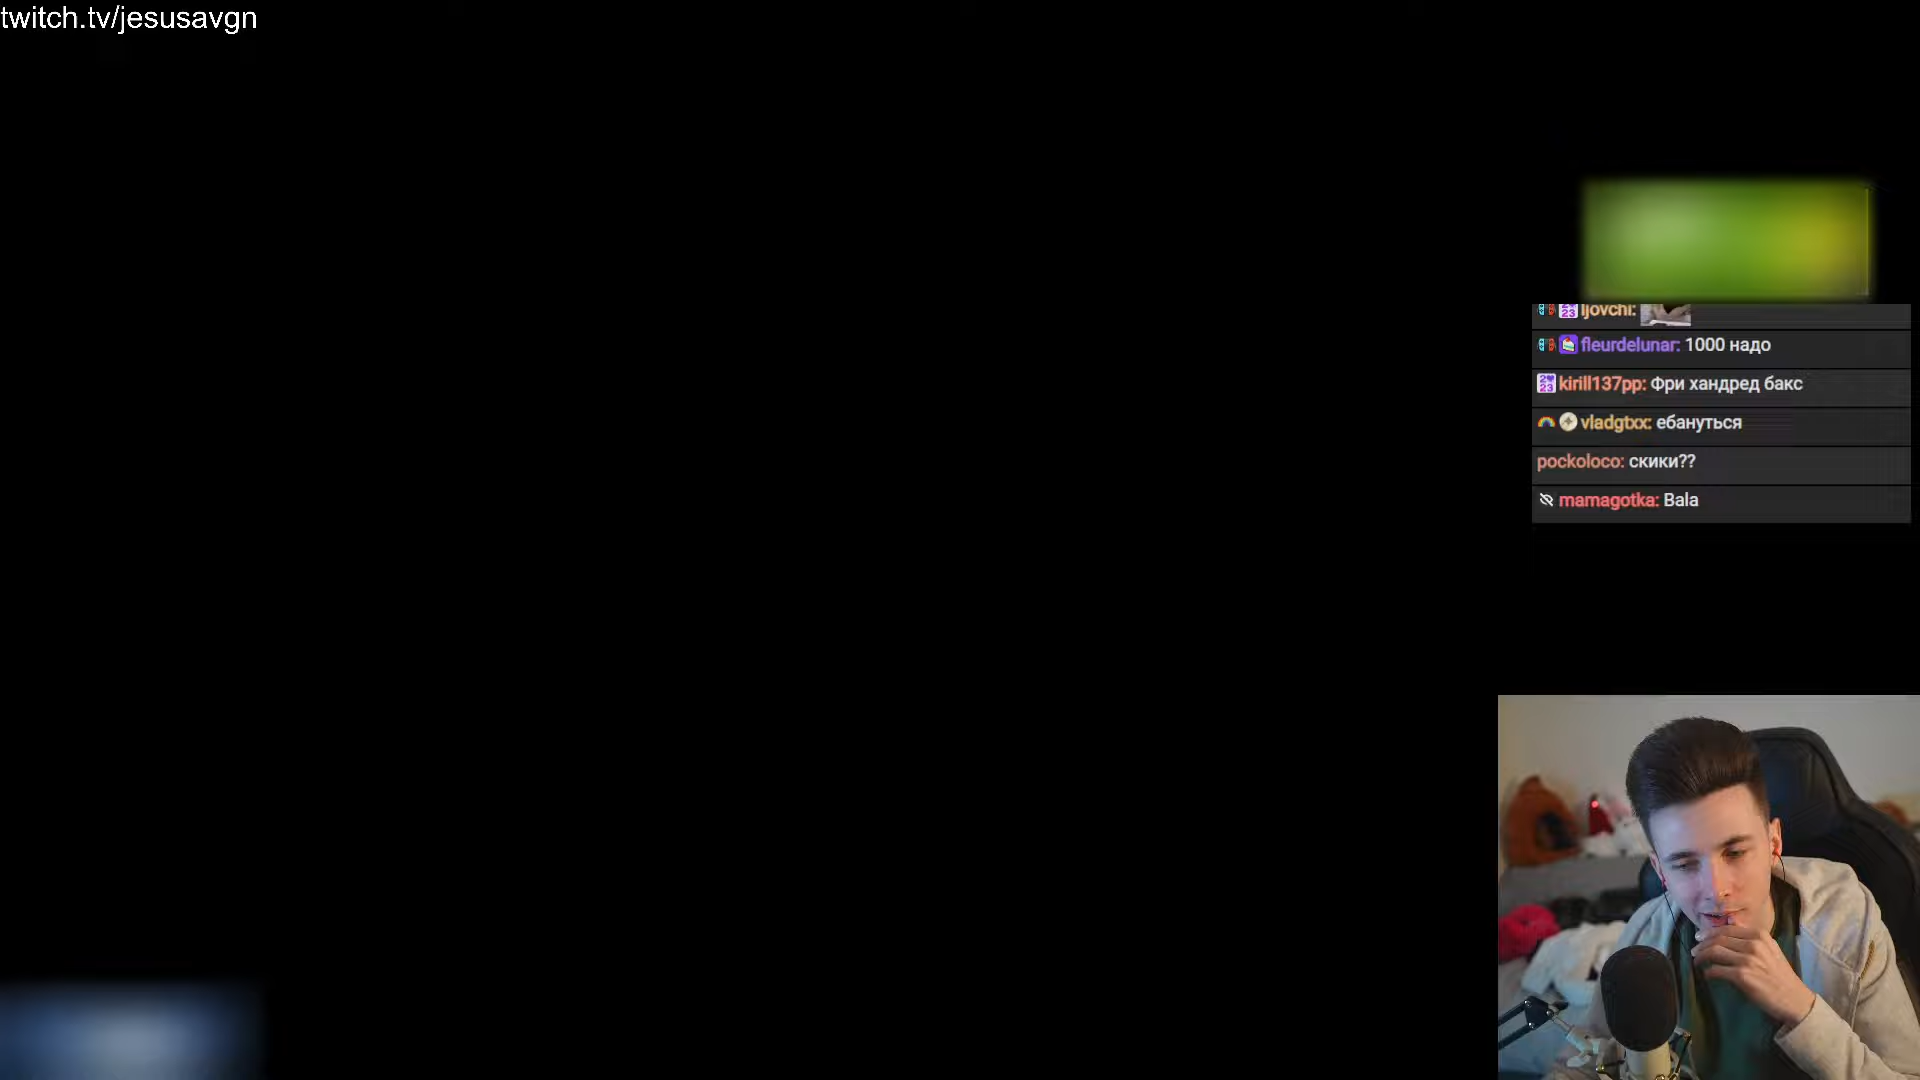 twitch.tv/jesusavgn
ljovchi:
fleurdelunar: 1000 надо
kirill137pp: Фри хандред бакс
vladgtxx: ебануться
pockoloco: скики??
mamagotka: Bala